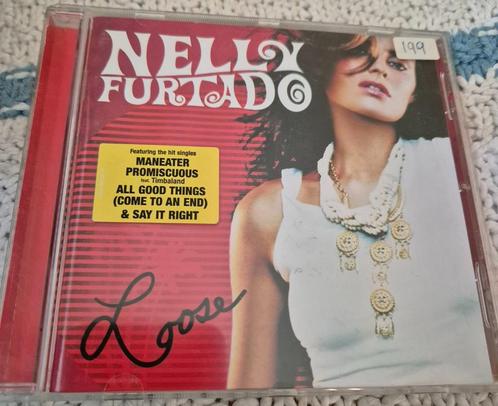 NELLY
FURTADO
199
Featuring the hit singles
MANEATER
PROMISCUOUS
feat. Timbaland
ALL GOOD THINGS
(COME TO AN END)
& SAY IT RIGHT
Loose